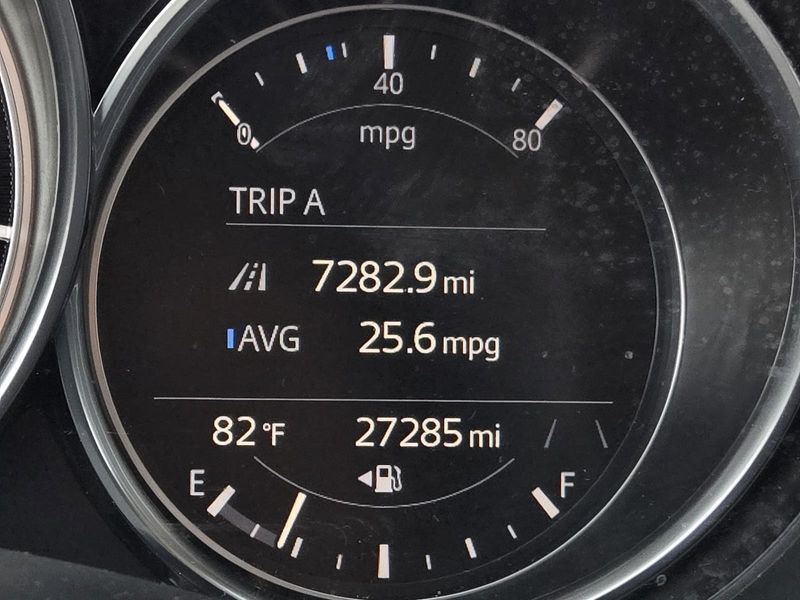 40
0 mpg 80
TRIP A
7282.9 mi
AVG 25.6 mpg
82 °F 27285 mi
E F